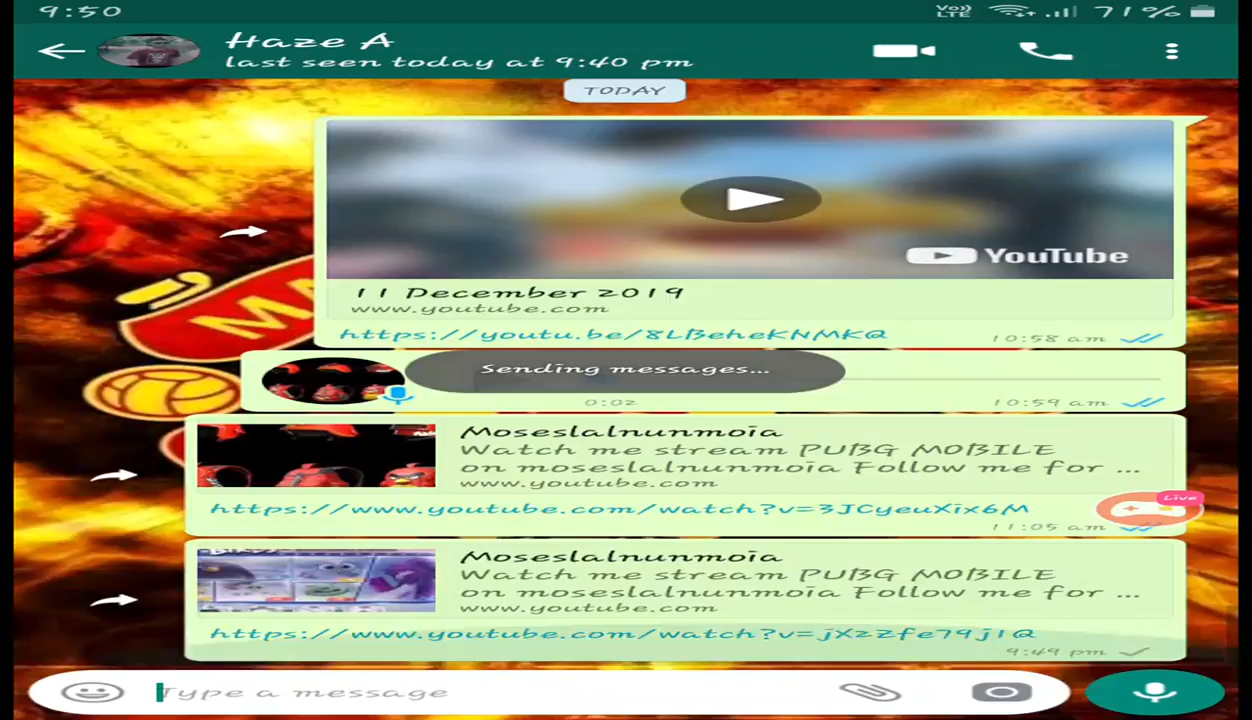 9:50
Vo)) LTE
71%
Haze A
last seen today at 9:40 pm
TODAY
YouTube
11 December 2019
www.youtube.com
https://youtu.be/8LBeheKNMKQ
10:58 am
Sending messages...
0:02
10:59 am
Moseslalnunmoia
Watch me stream PUBG MOBILE
on moseslalnunmoia Follow me for ...
www.youtube.com
https://www.youtube.com/watch?v=3JCyeuXix6M
Live
11:05 am
Moseslalnunmoia
Watch me stream PUBG MOBILE
on moseslalnunmoia Follow me for ...
www.youtube.com
https://www.youtube.com/watch?v=jXzZfe79j1Q
9:49 pm
Type a message